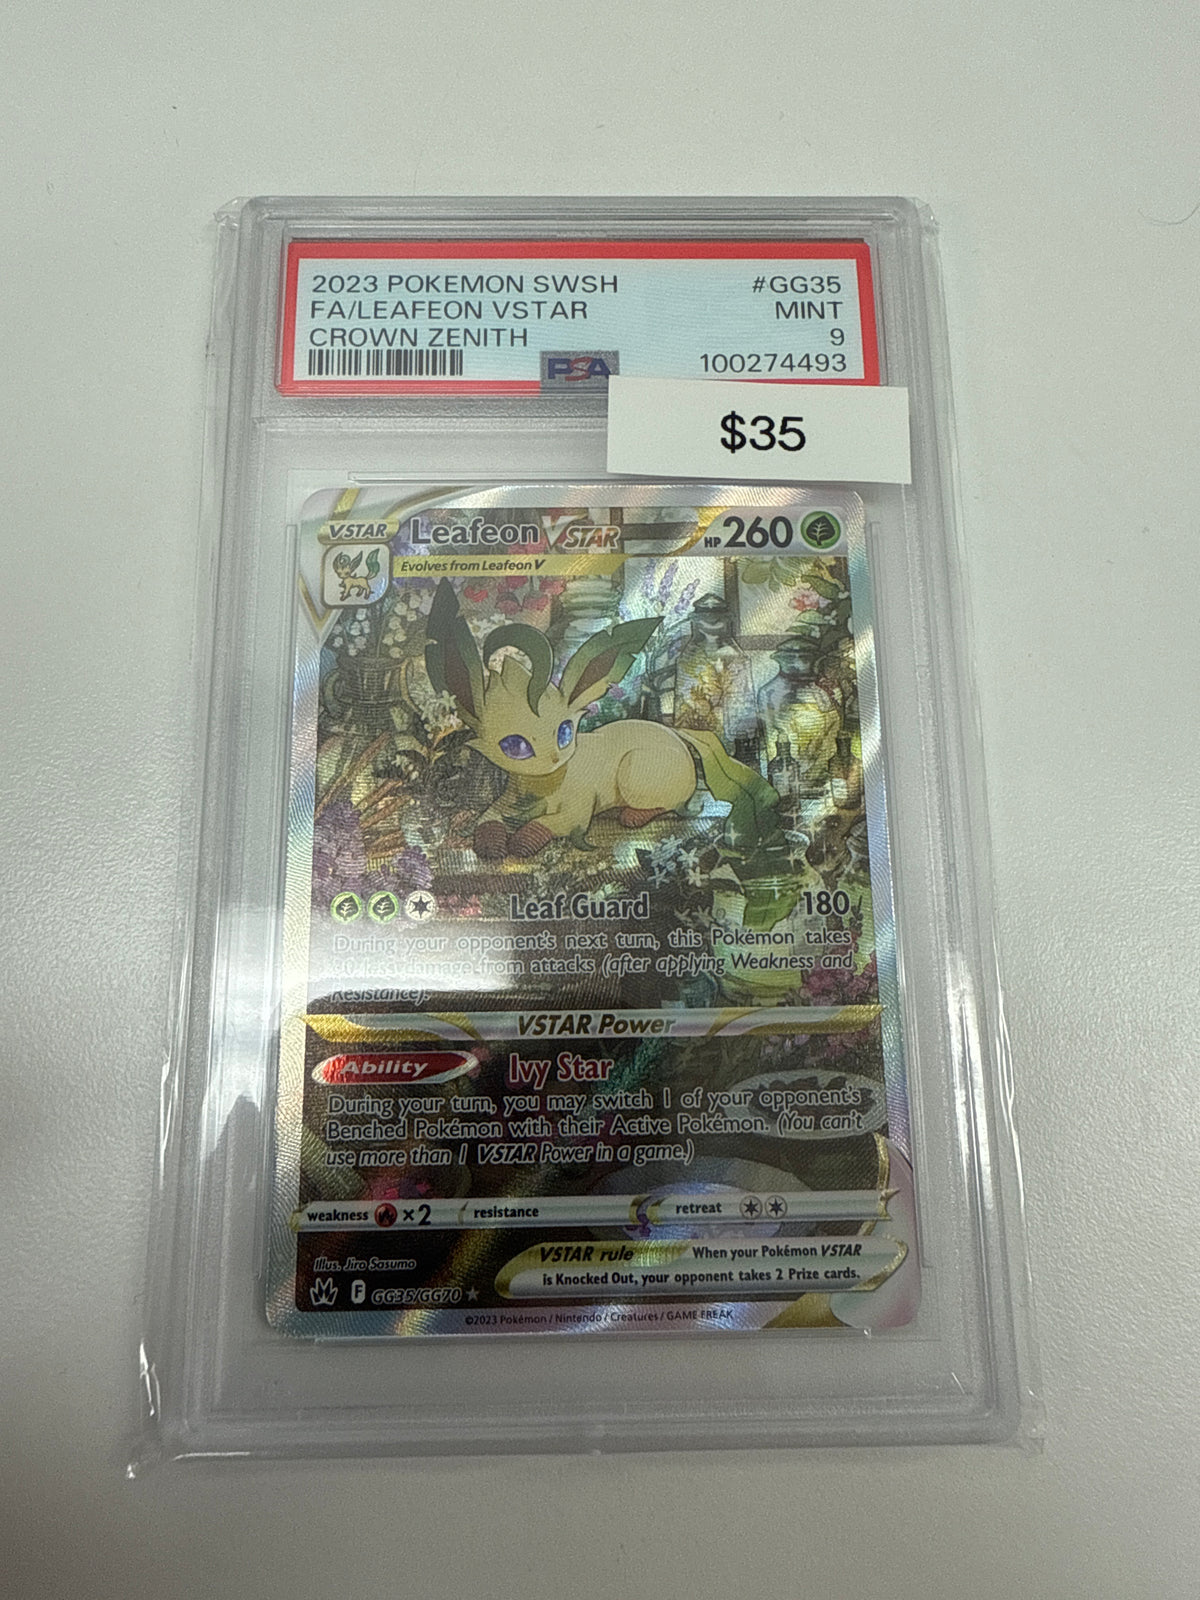 2023 POKEMON SWSH #GG35
FA/LEAFEON VSTAR MINT
CROWN ZENITH 9
PSA 100274493
$35
VSTAR Leafeon VSTAR HP 260
Evolves from Leafeon V
Leaf Guard 180
During your opponent's next turn, this Pokémon takes
less damage from attacks (after applying Weakness and
Resistance).
VSTAR Power
Ability Ivy Star
During your turn, you may switch 1 of your opponent's
Benched Pokémon with their Active Pokémon. (You can't
use more than 1 VSTAR Power in a game.)
weakness ×2 resistance retreat
VSTAR rule When your Pokémon VSTAR
is Knocked Out, your opponent takes 2 Prize cards.
Illus. Jiro Sasumo
F GG35/GG70
©2023 Pokémon / Nintendo / Creatures / GAME FREAK